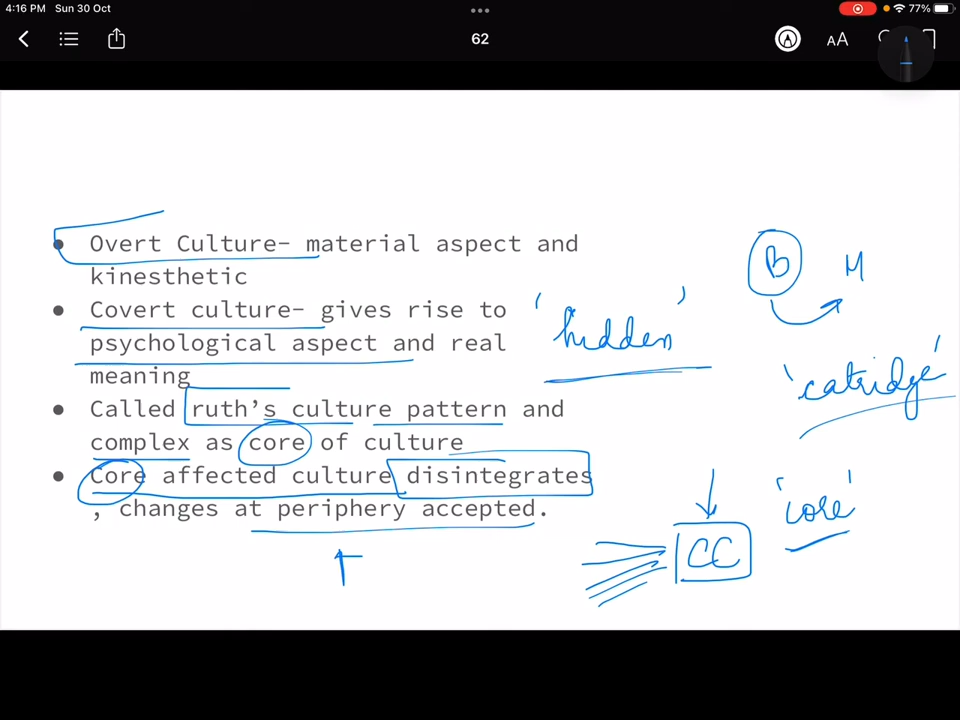 4:16 PM Sun 30 Oct
77%
62
AA
• Overt Culture- material aspect and
kinesthetic
• Covert culture- gives rise to
psychological aspect and real
meaning
• Called ruth's culture pattern and
complex as core of culture
• Core affected culture disintegrates
, changes at periphery accepted.
B M
'hidden'
'catridge'
'core'
CC